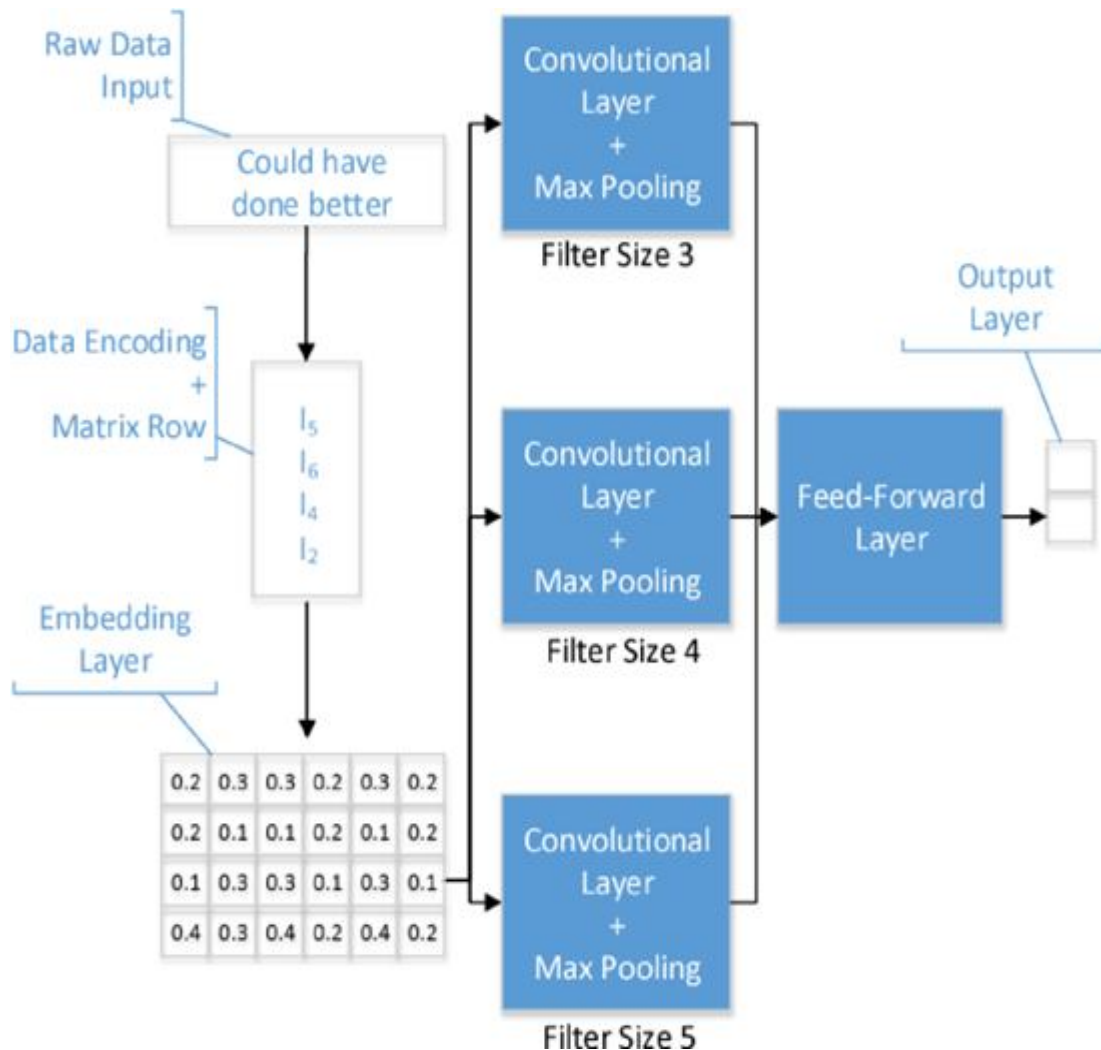 Raw Data
Input
Could have
done better
Data Encoding
+
Matrix Row
I₅
I₆
I₄
I₂
Embedding
Layer
0.2 0.3 0.3 0.2 0.3 0.2
0.2 0.1 0.1 0.2 0.1 0.2
0.1 0.3 0.3 0.1 0.3 0.1
0.4 0.3 0.4 0.2 0.4 0.2
Convolutional
Layer
+
Max Pooling
Filter Size 3
Convolutional
Layer
+
Max Pooling
Filter Size 4
Convolutional
Layer
+
Max Pooling
Filter Size 5
Feed-Forward
Layer
Output
Layer